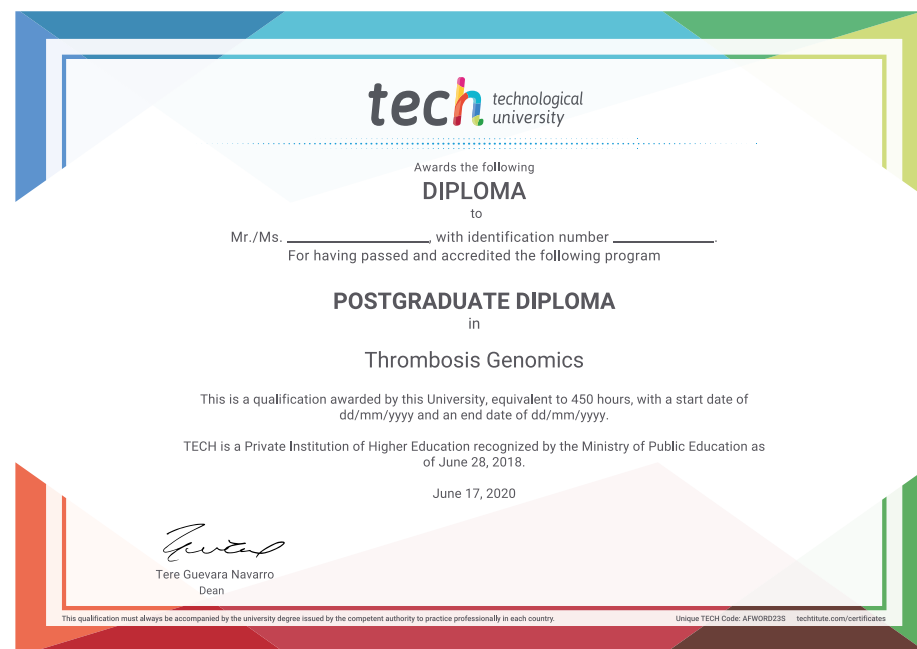 tech technological
university
Awards the following
DIPLOMA
to
Mr./Ms. ____________, with identification number ____________.
For having passed and accredited the following program
POSTGRADUATE DIPLOMA
in
Thrombosis Genomics
This is a qualification awarded by this University, equivalent to 450 hours, with a start date of
dd/mm/yyyy and an end date of dd/mm/yyyy.
TECH is a Private Institution of Higher Education recognized by the Ministry of Public Education as
of June 28, 2018.
June 17, 2020
Tere Guevara Navarro
Dean
This qualification must always be accompanied by the university degree issued by the competent authority to practice professionally in each country.
Unique TECH Code: AFWORD23S techtitute.com/certificates